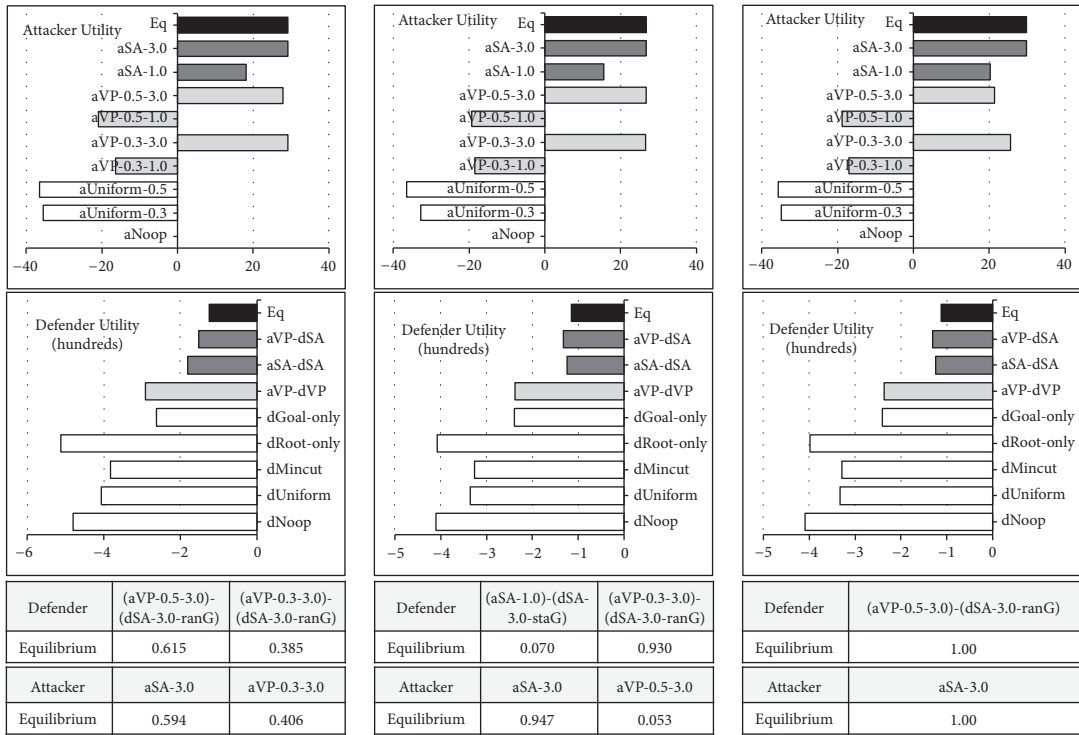 Attacker Utility
Eq
aSA-3.0
aSA-1.0
aVP-0.5-3.0
aVP-0.5-1.0
aVP-0.3-3.0
aVP-0.3-1.0
aUniform-0.5
aUniform-0.3
aNoop
−40 −20 0 20 40
Attacker Utility
Eq
aSA-3.0
aSA-1.0
aVP-0.5-3.0
aVP-0.5-1.0
aVP-0.3-3.0
aVP-0.3-1.0
aUniform-0.5
aUniform-0.3
aNoop
−40 −20 0 20 40
Attacker Utility
Eq
aSA-3.0
aSA-1.0
aVP-0.5-3.0
aVP-0.5-1.0
aVP-0.3-3.0
aVP-0.3-1.0
aUniform-0.5
aUniform-0.3
aNoop
−40 −20 0 20 40
Defender Utility
(hundreds)
Eq
aVP-dSA
aSA-dSA
aVP-dVP
dGoal-only
dRoot-only
dMincut
dUniform
dNoop
−6 −4 −2 0
Defender Utility
(hundreds)
Eq
aVP-dSA
aSA-dSA
aVP-dVP
dGoal-only
dRoot-only
dMincut
dUniform
dNoop
−5 −4 −3 −2 −1 0
Defender Utility
(hundreds)
Eq
aVP-dSA
aSA-dSA
aVP-dVP
dGoal-only
dRoot-only
dMincut
dUniform
dNoop
−5 −4 −3 −2 −1 0
Defender (aVP-0.5-3.0)-(dSA-3.0-ranG) (aVP-0.3-3.0)-(dSA-3.0-ranG)
Equilibrium 0.615 0.385
Attacker aSA-3.0 aVP-0.3-3.0
Equilibrium 0.594 0.406
Defender (aSA-1.0)-(dSA-3.0-staG) (aVP-0.3-3.0)-(dSA-3.0-ranG)
Equilibrium 0.070 0.930
Attacker aSA-3.0 aVP-0.5-3.0
Equilibrium 0.947 0.053
Defender (aVP-0.5-3.0)-(dSA-3.0-ranG)
Equilibrium 1.00
Attacker aSA-3.0
Equilibrium 1.00